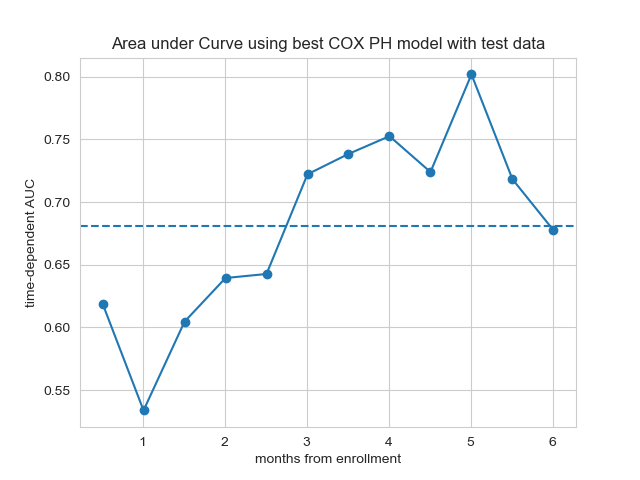 Area under Curve using best COX PH model with test data
0.80
0.75
0.70
0.65
0.60
0.55
time-dependent AUC
1 2 3 4 5 6
months from enrollment